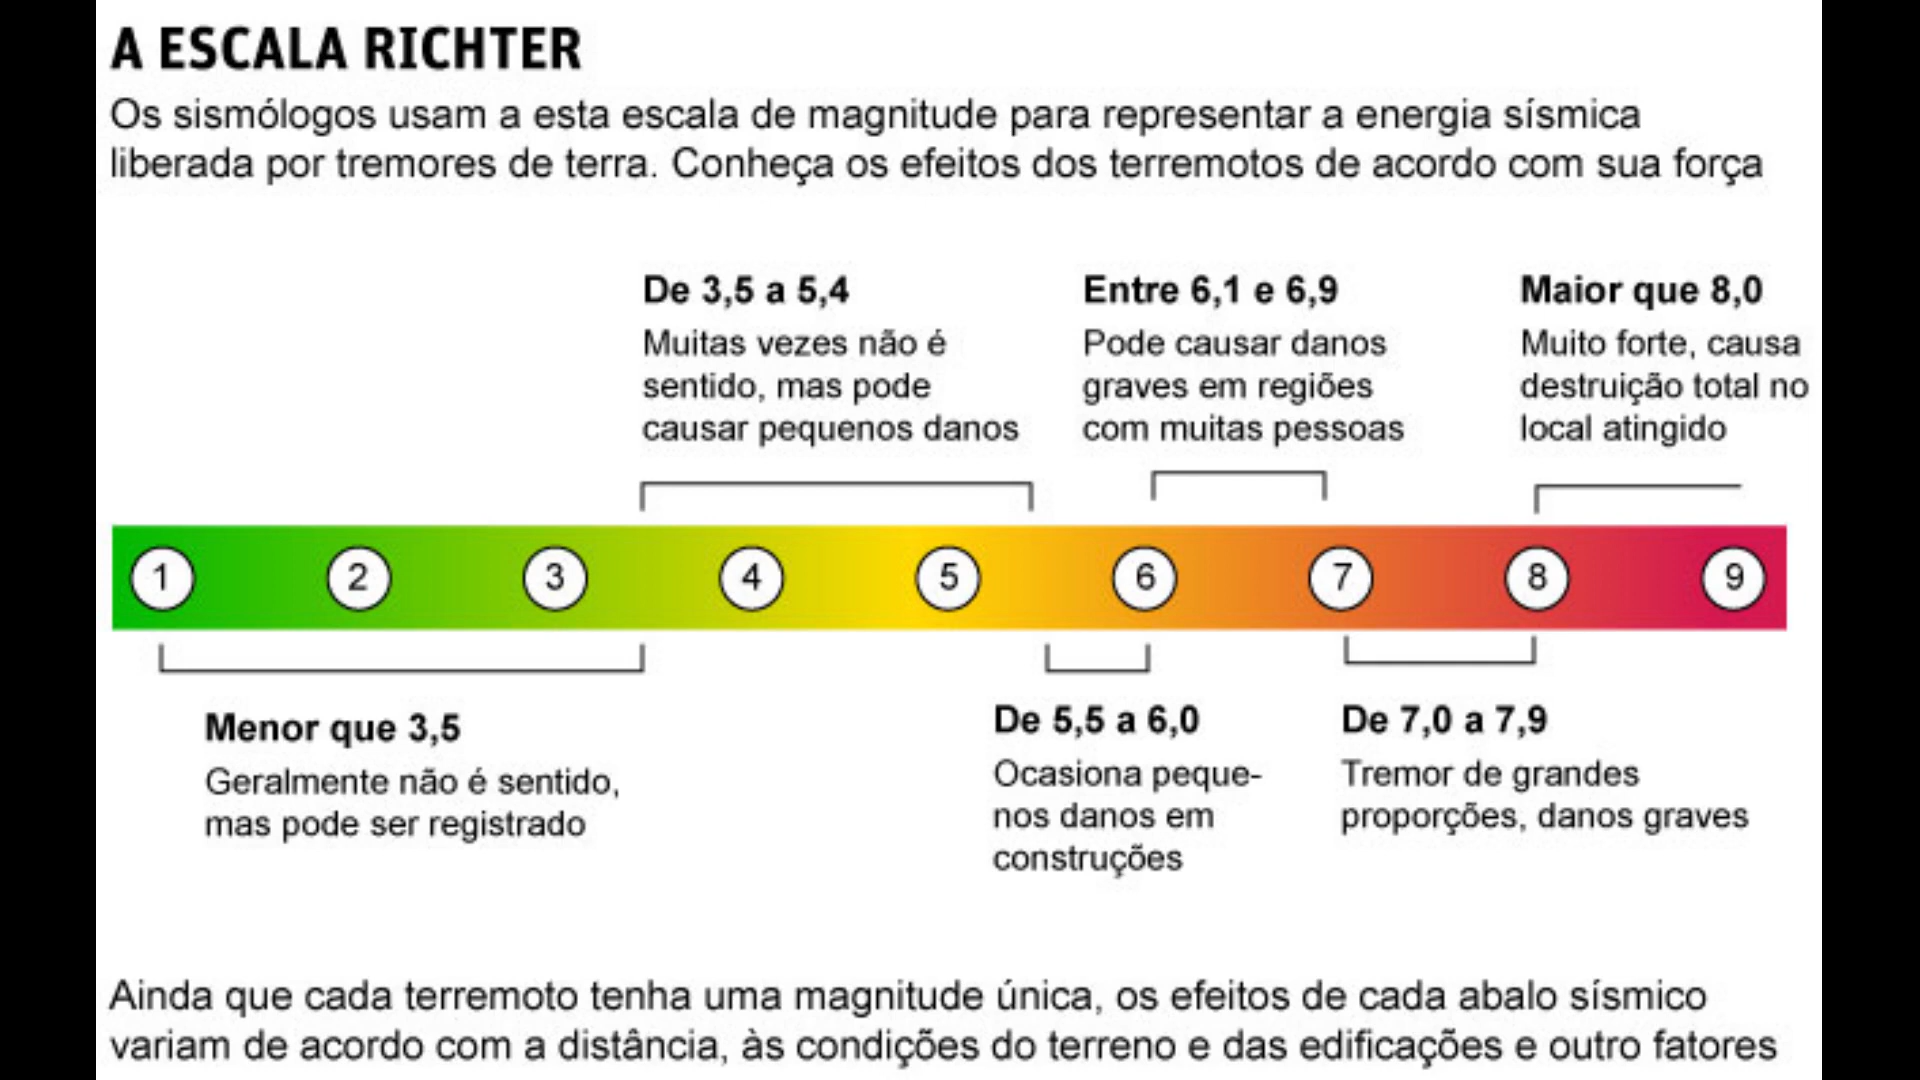 A ESCALA RICHTER
Os sismólogos usam a esta escala de magnitude para representar a energia sísmica
liberada por tremores de terra. Conheça os efeitos dos terremotos de acordo com sua força
De 3,5 a 5,4
Muitas vezes não é
sentido, mas pode
causar pequenos danos
Entre 6,1 e 6,9
Pode causar danos
graves em regiões
com muitas pessoas
Maior que 8,0
Muito forte, causa
destruição total no
local atingido
1 2 3 4 5 6 7 8 9
Menor que 3,5
Geralmente não é sentido,
mas pode ser registrado
De 5,5 a 6,0
Ocasiona peque-
nos danos em
construções
De 7,0 a 7,9
Tremor de grandes
proporções, danos graves
Ainda que cada terremoto tenha uma magnitude única, os efeitos de cada abalo sísmico
variam de acordo com a distância, às condições do terreno e das edificações e outro fatores